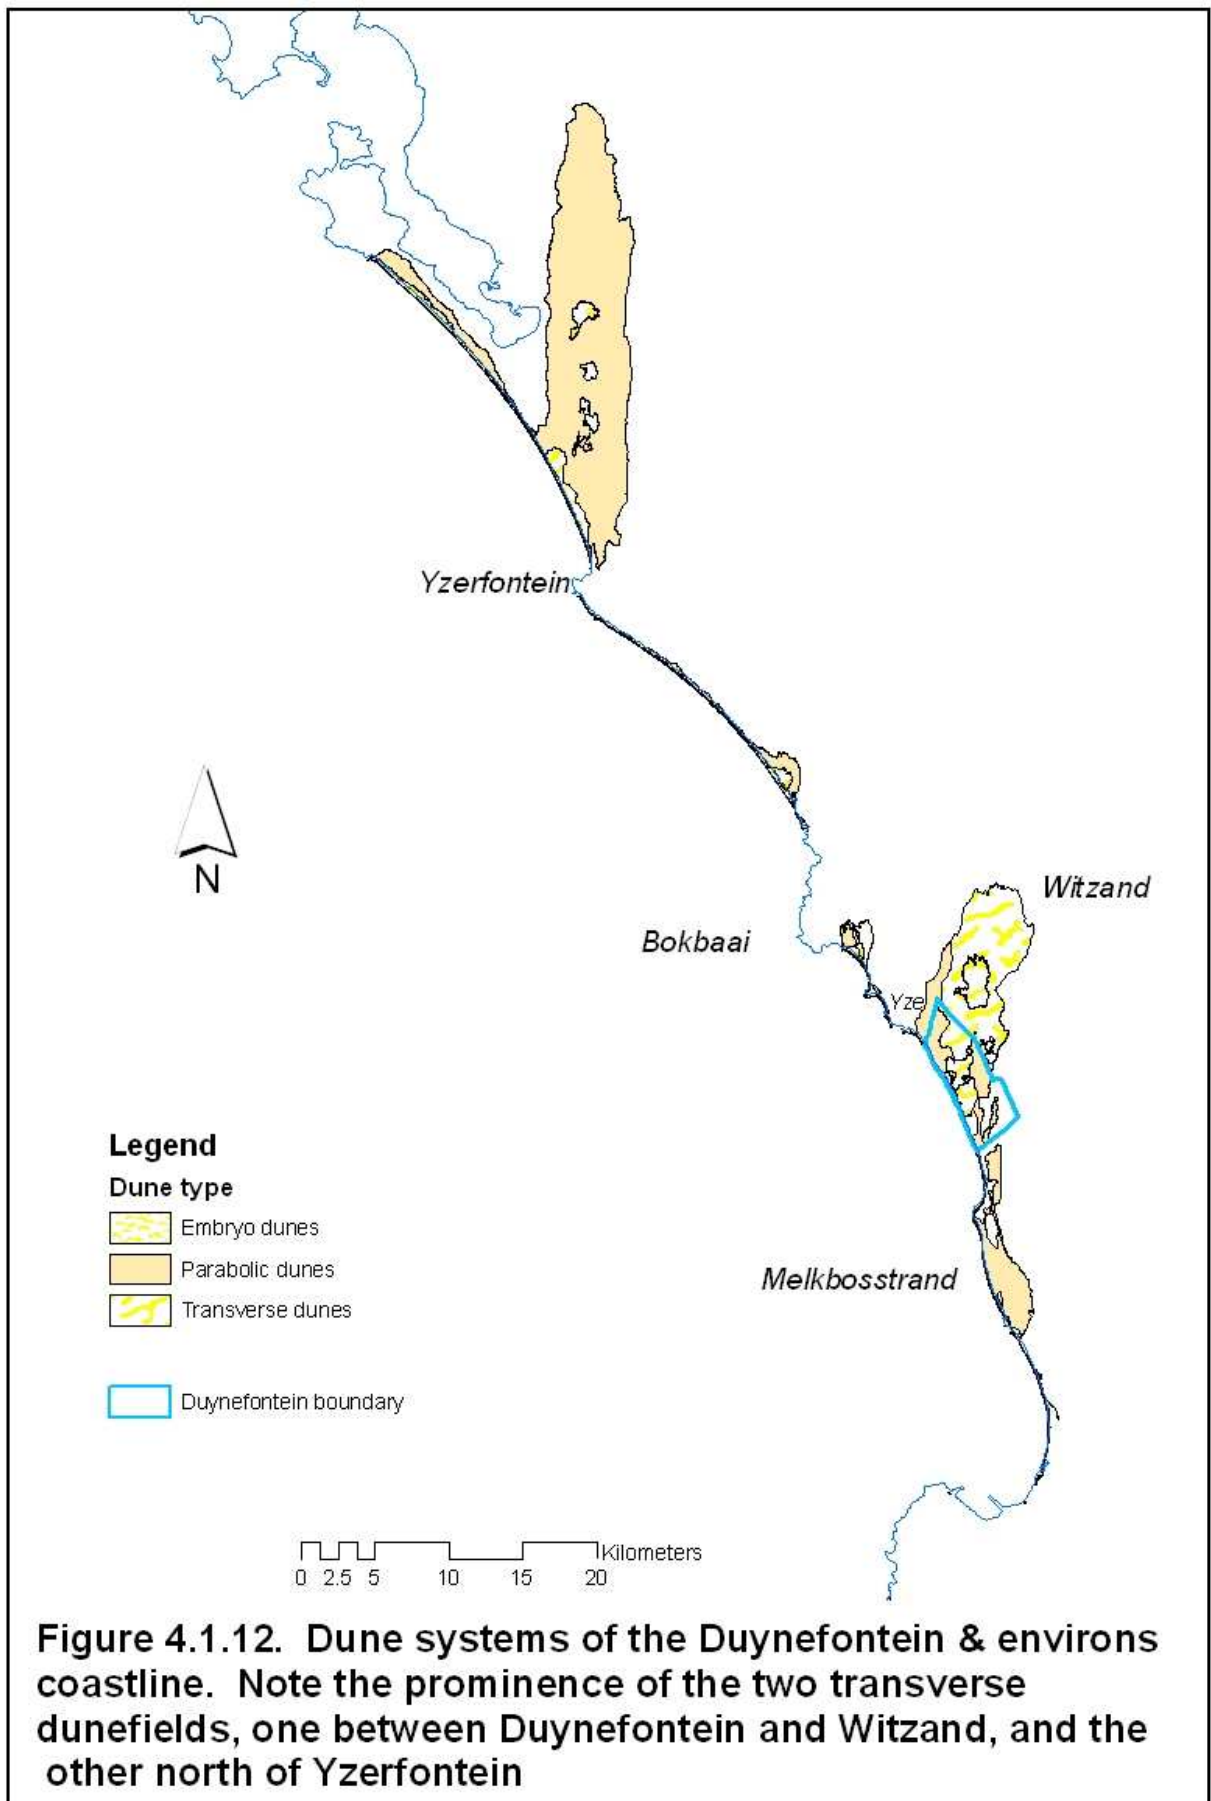 Yzerfontein
Witzand
Bokbaai
Yze
N
Melkbosstrand
Legend
Dune type
Embryo dunes
Parabolic dunes
Transverse dunes
Duynefontein boundary
Kilometers
0 2.5 5 10 15 20
Figure 4.1.12. Dune systems of the Duynefontein & environs
coastline. Note the prominence of the two transverse
dunefields, one between Duynefontein and Witzand, and the
other north of Yzerfontein